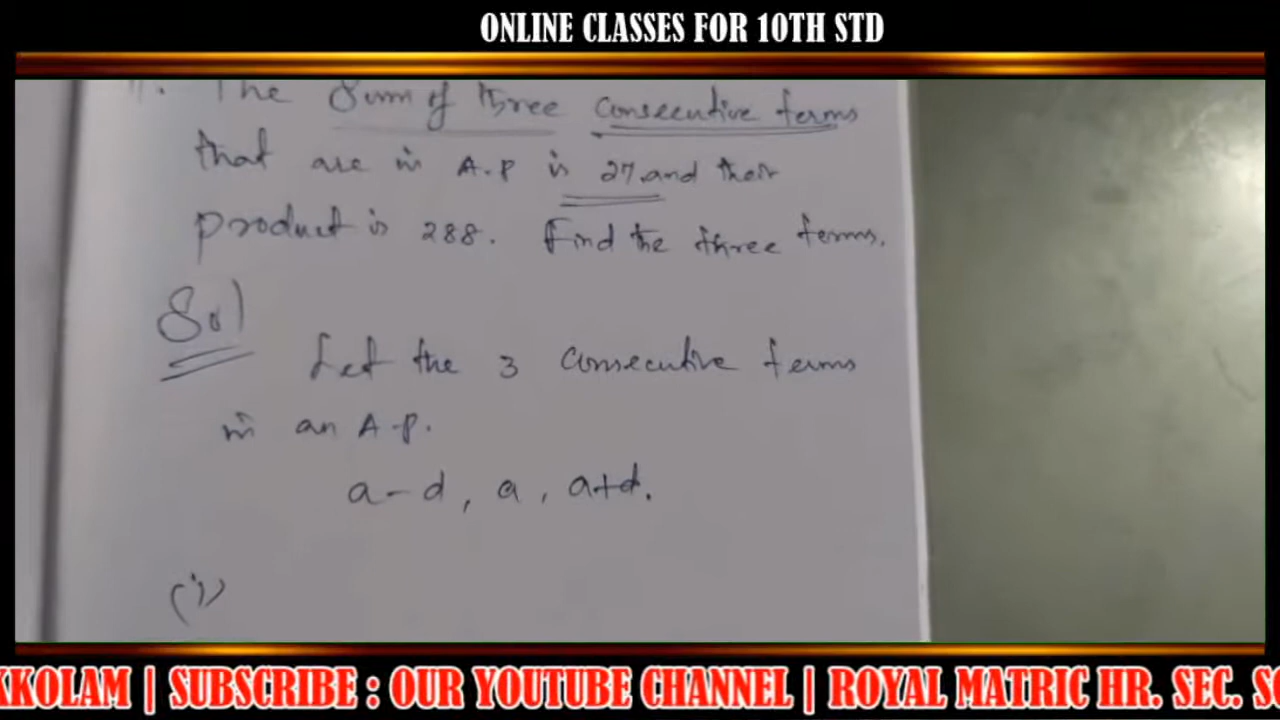 ONLINE CLASSES FOR 10TH STD
11. The Sum of three consecutive terms
that are in A.P is 27 and their
product is 288. Find the three terms.
Sol
Let the 3 consecutive terms
in an A.P.
a-d, a, a+d.
(i)
KKOLAM | SUBSCRIBE : OUR YOUTUBE CHANNEL | ROYAL MATRIC HR. SEC. SC